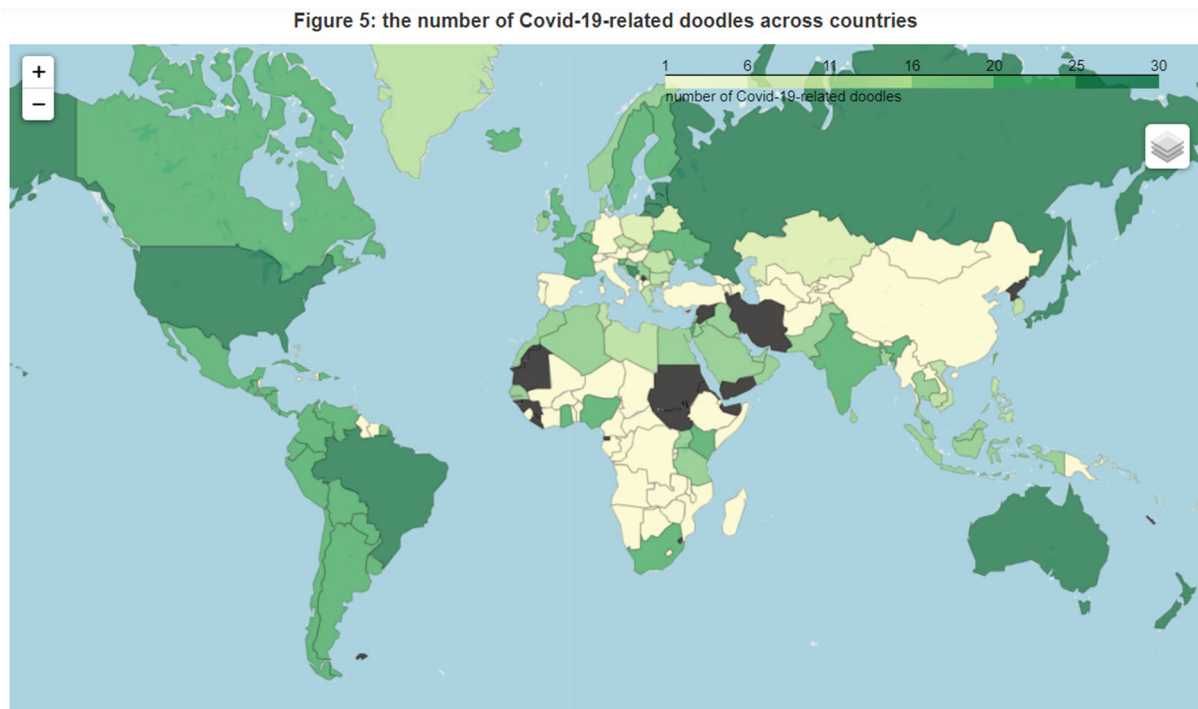 Figure 5: the number of Covid-19-related doodles across countries
+
−
1 6 11 16 20 25 30
number of Covid-19-related doodles